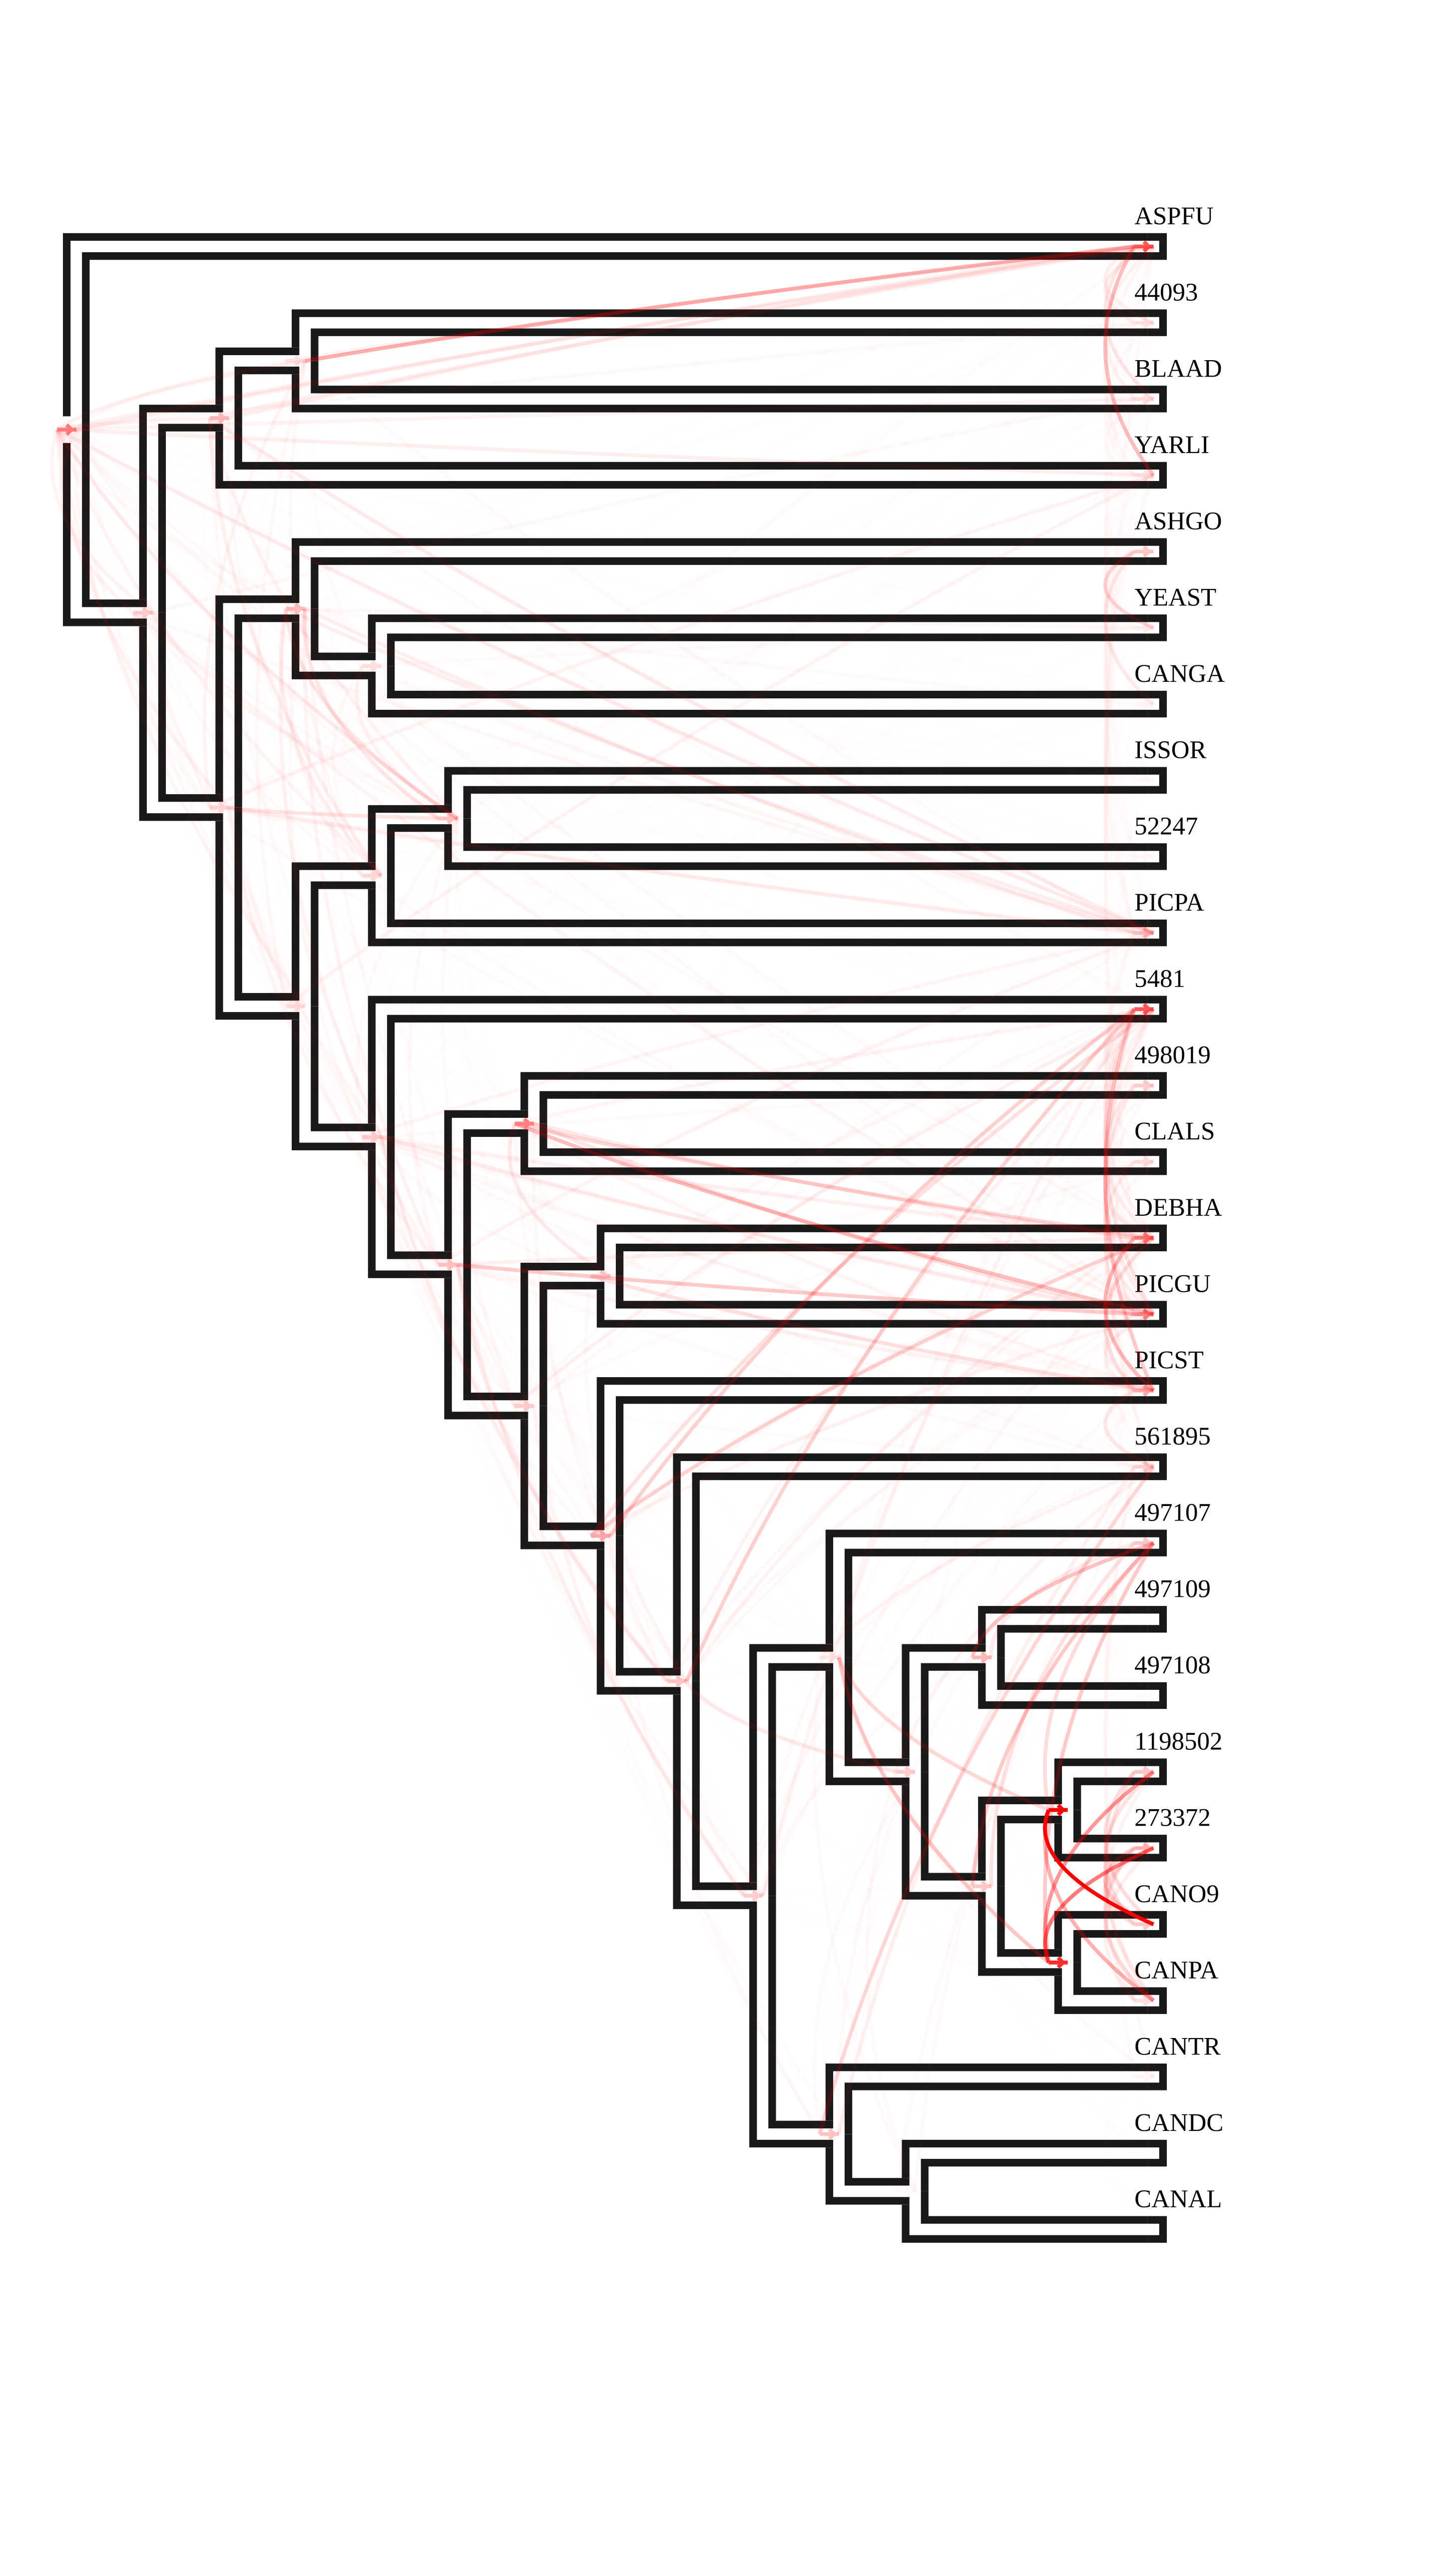 ASPFU
44093
BLAAD
YARLI
ASHGO
YEAST
CANGA
ISSOR
52247
PICPA
5481
498019
CLALS
DEBHA
PICGU
PICST
561895
497107
497109
497108
1198502
273372
CANO9
CANPA
CANTR
CANDC
CANAL